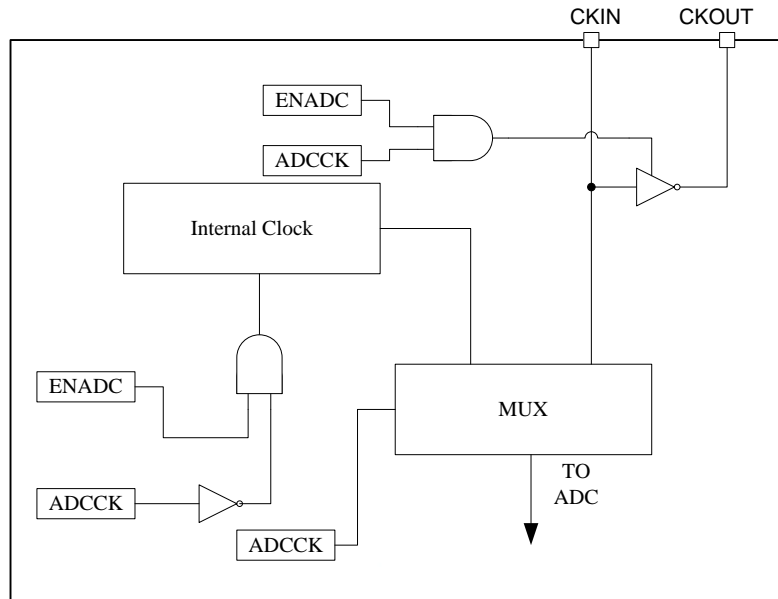 CKIN CKOUT
ENADC
ADCCK
Internal Clock
ENADC
MUX
ADCCK
TO
ADC
ADCCK